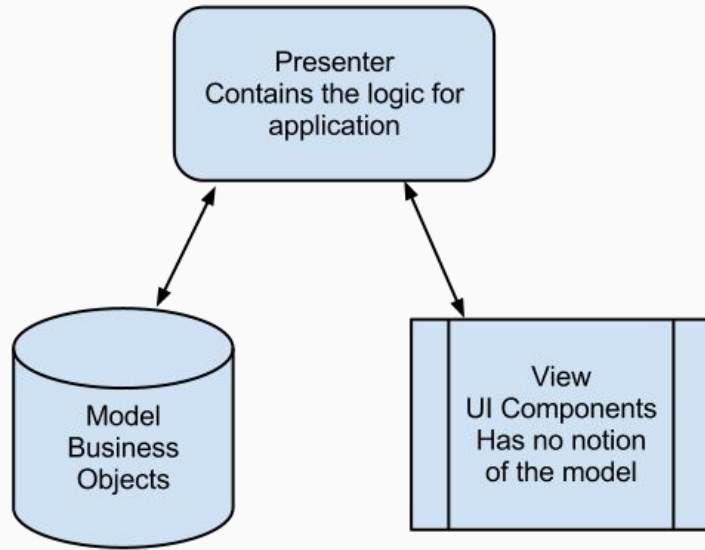 Presenter
Contains the logic for
application
Model
Business
Objects
View
UI Components
Has no notion
of the model